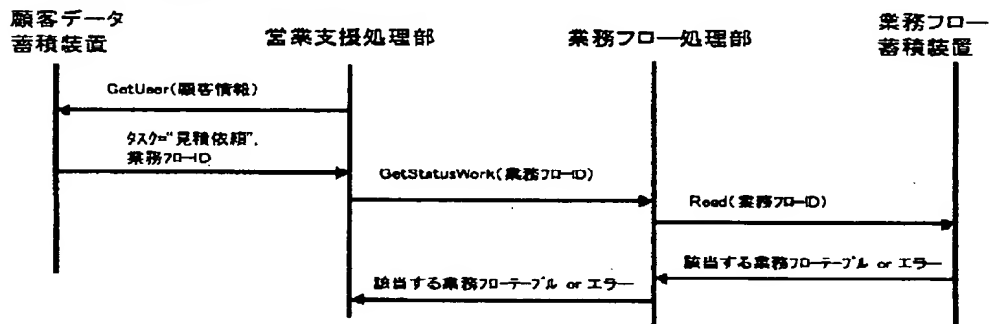 顧客データ
蓄積装置
営業支援処理部
業務フロー処理部
業務フロー
蓄積装置
GetUser(顧客情報)
タスク="見積依頼",
業務フローID
GetStatusWork(業務フローID)
Read(業務フローID)
該当する業務フローテーブル or エラー
該当する業務フローテーブル or エラー